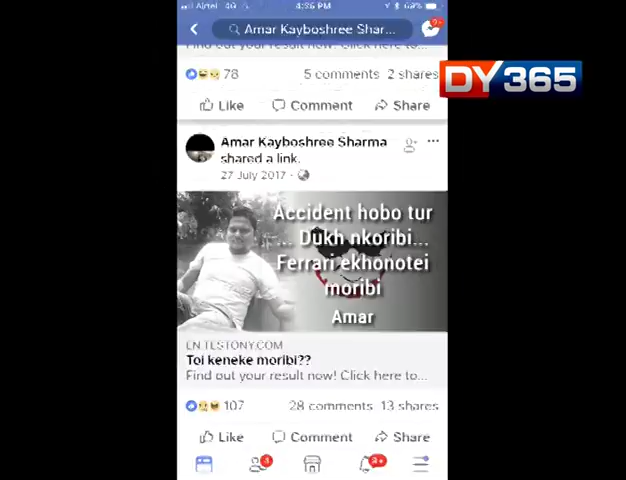 Airtel 4G 4:36 PM 69%
Amar Kayboshree Shar...
9+
Find out your result now! Click here to...
78 5 comments 2 shares
DY365
Like Comment Share
Amar Kayboshree Sharma
shared a link.
27 July 2017
Accident hobo tur
... Dukh nkoribi...
Ferrari ekhonotei
moribi
Amar
EN.TESTONY.COM
Toi keneke moribi??
Find out your result now! Click here to...
107 28 comments 13 shares
Like Comment Share